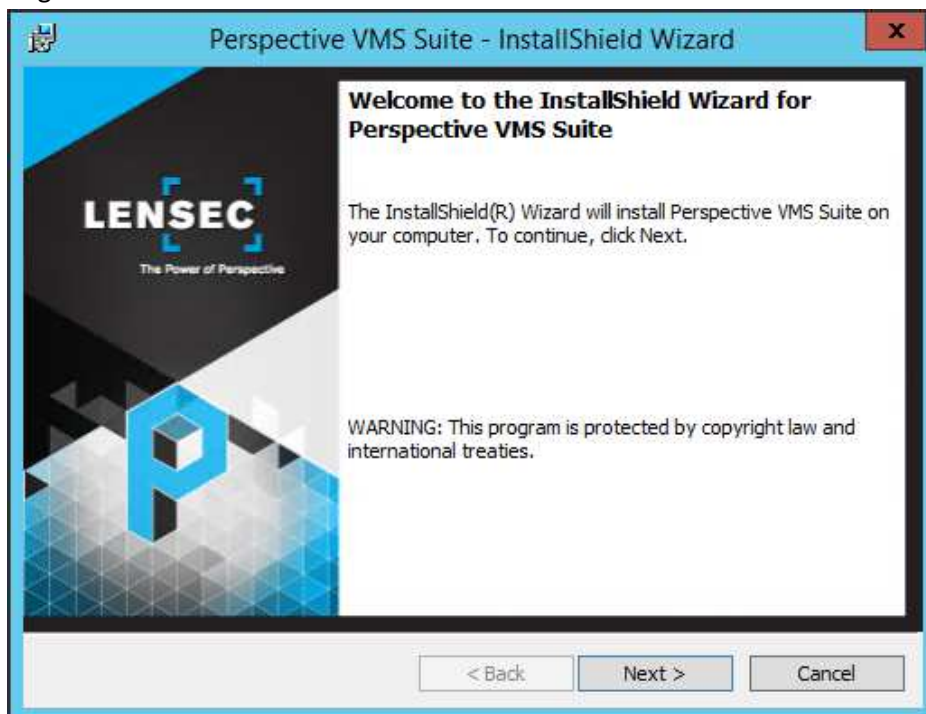 Perspective VMS Suite - InstallShield Wizard
x
Welcome to the InstallShield Wizard for
Perspective VMS Suite
LENSEC
The Power of Perspective
The InstallShield(R) Wizard will install Perspective VMS Suite on
your computer. To continue, click Next.
WARNING: This program is protected by copyright law and
international treaties.
< Back
Next >
Cancel